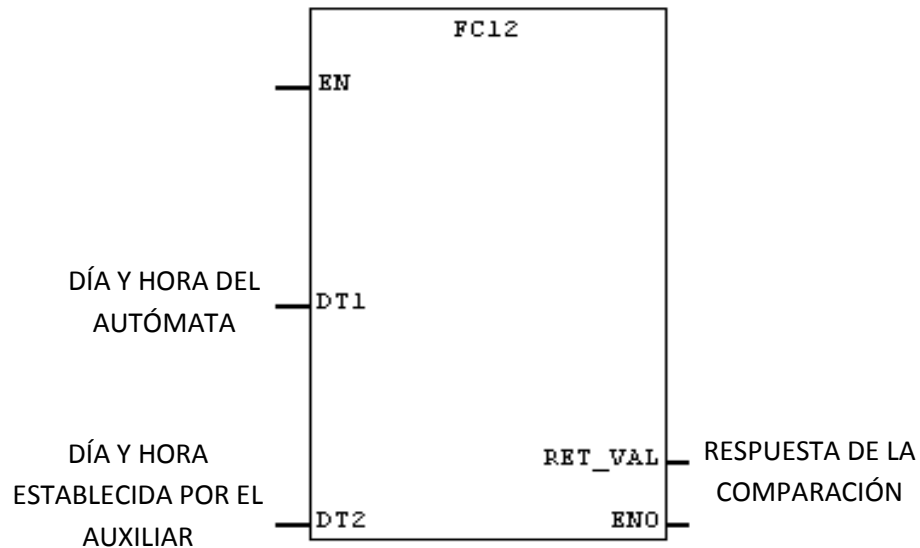 FC12
EN
DÍA Y HORA DEL
AUTÓMATA
DT1
DÍA Y HORA
ESTABLECIDA POR EL
AUXILIAR
DT2
RET_VAL
RESPUESTA DE LA
COMPARACIÓN
ENO